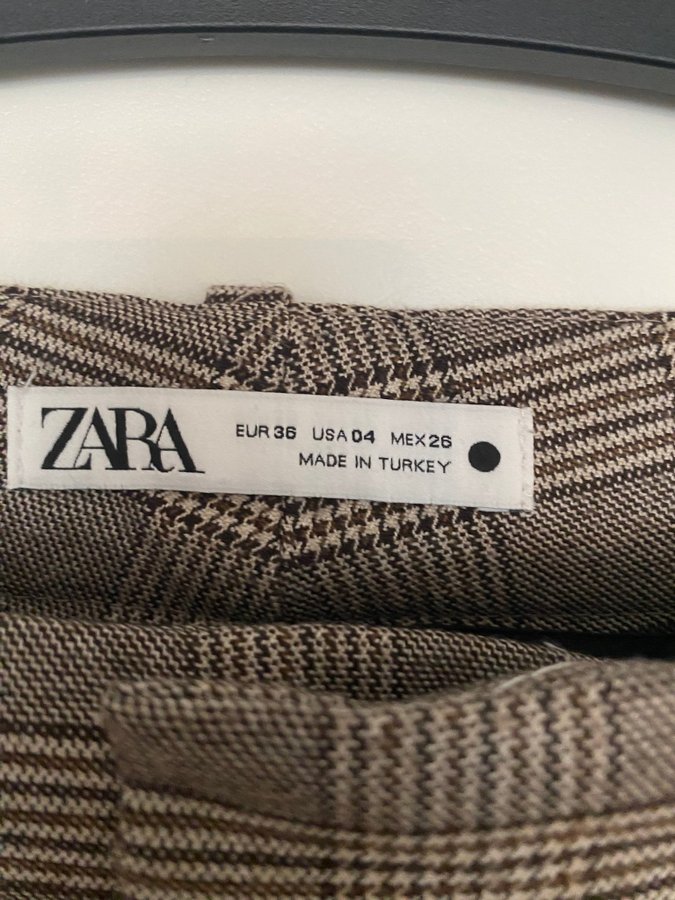 ZARA
EUR 36 USA 04 MEX 26
MADE IN TURKEY